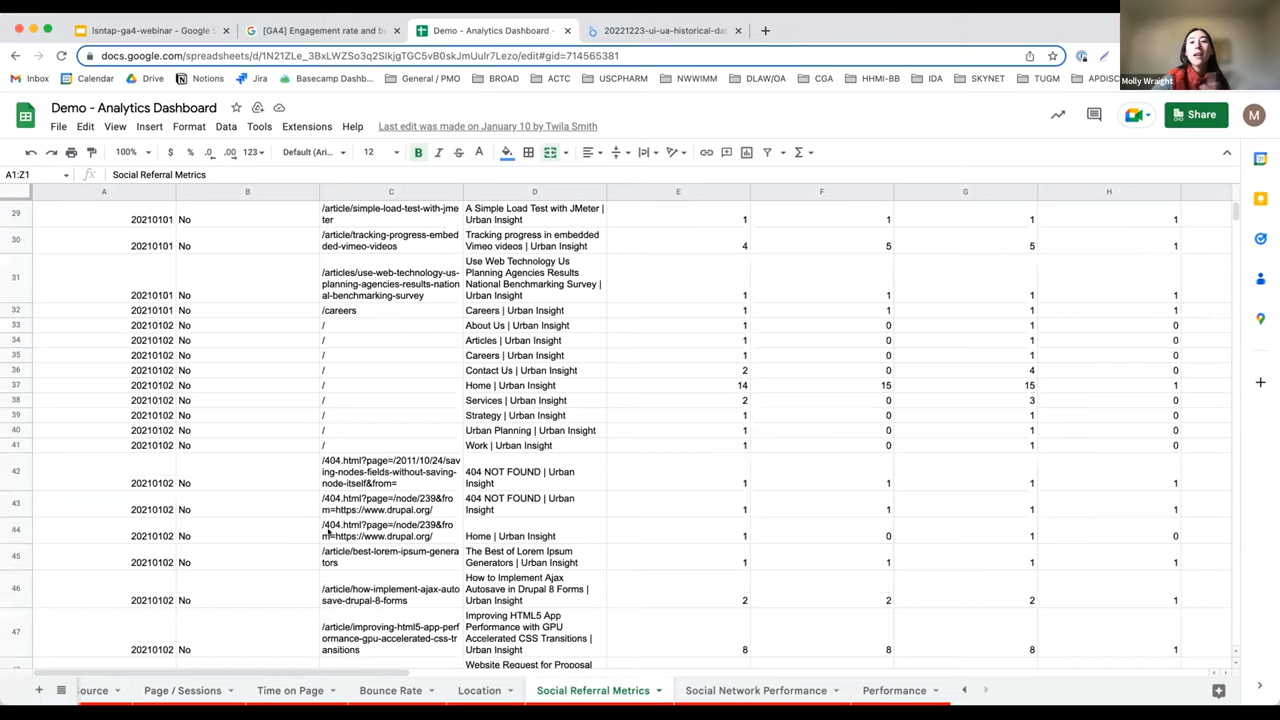 lsntap-ga4-webinar - Google S
[GA4] Engagement rate and b
Demo - Analytics Dashboard
20221223-ui-ua-historical-dat
docs.google.com/spreadsheets/d/1N21ZLe_3BxLWZSo3q2SIkjgTGC5vB0skJmUulr7Lezo/edit#gid=714565381
Inbox
Calendar
Drive
Notions
Jira
Basecamp Dashb...
General / PMO
BROAD
ACTC
USCPHARM
NWWIMM
DLAW/OA
CGA
HHMI-BB
IDA
SKYNET
TUGM
APDISC
Molly Wraight
Demo - Analytics Dashboard
File Edit View Insert Format Data Tools Extensions Help Last edit was made on January 10 by Twila Smith
Share
M
100% $ % .0 .00 123 Default (Ari... 12 B I S A
A1:Z1 fx Social Referral Metrics
A B C D E F G H
29 20210101 No /article/simple-load-test-with-jme
ter A Simple Load Test with JMeter |
Urban Insight 1 1 1 1
30 20210101 No /article/tracking-progress-embed
ded-vimeo-videos Tracking progress in embedded
Vimeo videos | Urban Insight 4 5 5 1
31 20210101 No /articles/use-web-technology-us-
planning-agencies-results-nation
al-benchmarking-survey Use Web Technology Us
Planning Agencies Results
National Benchmarking Survey |
Urban Insight 1 1 1 1
32 20210101 No /careers Careers | Urban Insight 1 1 1 1
33 20210102 No / About Us | Urban Insight 1 0 1 0
34 20210102 No / Articles | Urban Insight 1 0 1 0
35 20210102 No / Careers | Urban Insight 1 0 1 0
36 20210102 No / Contact Us | Urban Insight 2 0 4 0
37 20210102 No / Home | Urban Insight 14 15 15 1
38 20210102 No / Services | Urban Insight 2 0 3 0
39 20210102 No / Strategy | Urban Insight 1 0 1 0
40 20210102 No / Urban Planning | Urban Insight 1 0 1 0
41 20210102 No / Work | Urban Insight 1 0 1 0
42 20210102 No /404.html?page=/2011/10/24/sav
ing-nodes-fields-without-saving-
node-itself&from= 404 NOT FOUND | Urban
Insight 1 1 1 1
43 20210102 No /404.html?page=/node/239&fro
m=https://www.drupal.org/ 404 NOT FOUND | Urban
Insight 1 1 1 1
44 20210102 No /404.html?page=/node/239&fro
m=https://www.drupal.org/ Home | Urban Insight 1 0 1 0
45 20210102 No /article/best-lorem-ipsum-genera
tors The Best of Lorem Ipsum
Generators | Urban Insight 1 1 1 1
46 20210102 No /article/how-implement-ajax-auto
save-drupal-8-forms How to Implement Ajax
Autosave in Drupal 8 Forms |
Urban Insight 2 2 2 1
47 20210102 No /article/improving-html5-app-perf
ormance-gpu-accelerated-css-tr
ansitions Improving HTML5 App
Performance with GPU
Accelerated CSS Transitions |
Urban Insight 8 8 8 1
Website Request for Proposal
ource
Page / Sessions
Time on Page
Bounce Rate
Location
Social Referral Metrics
Social Network Performance
Performance